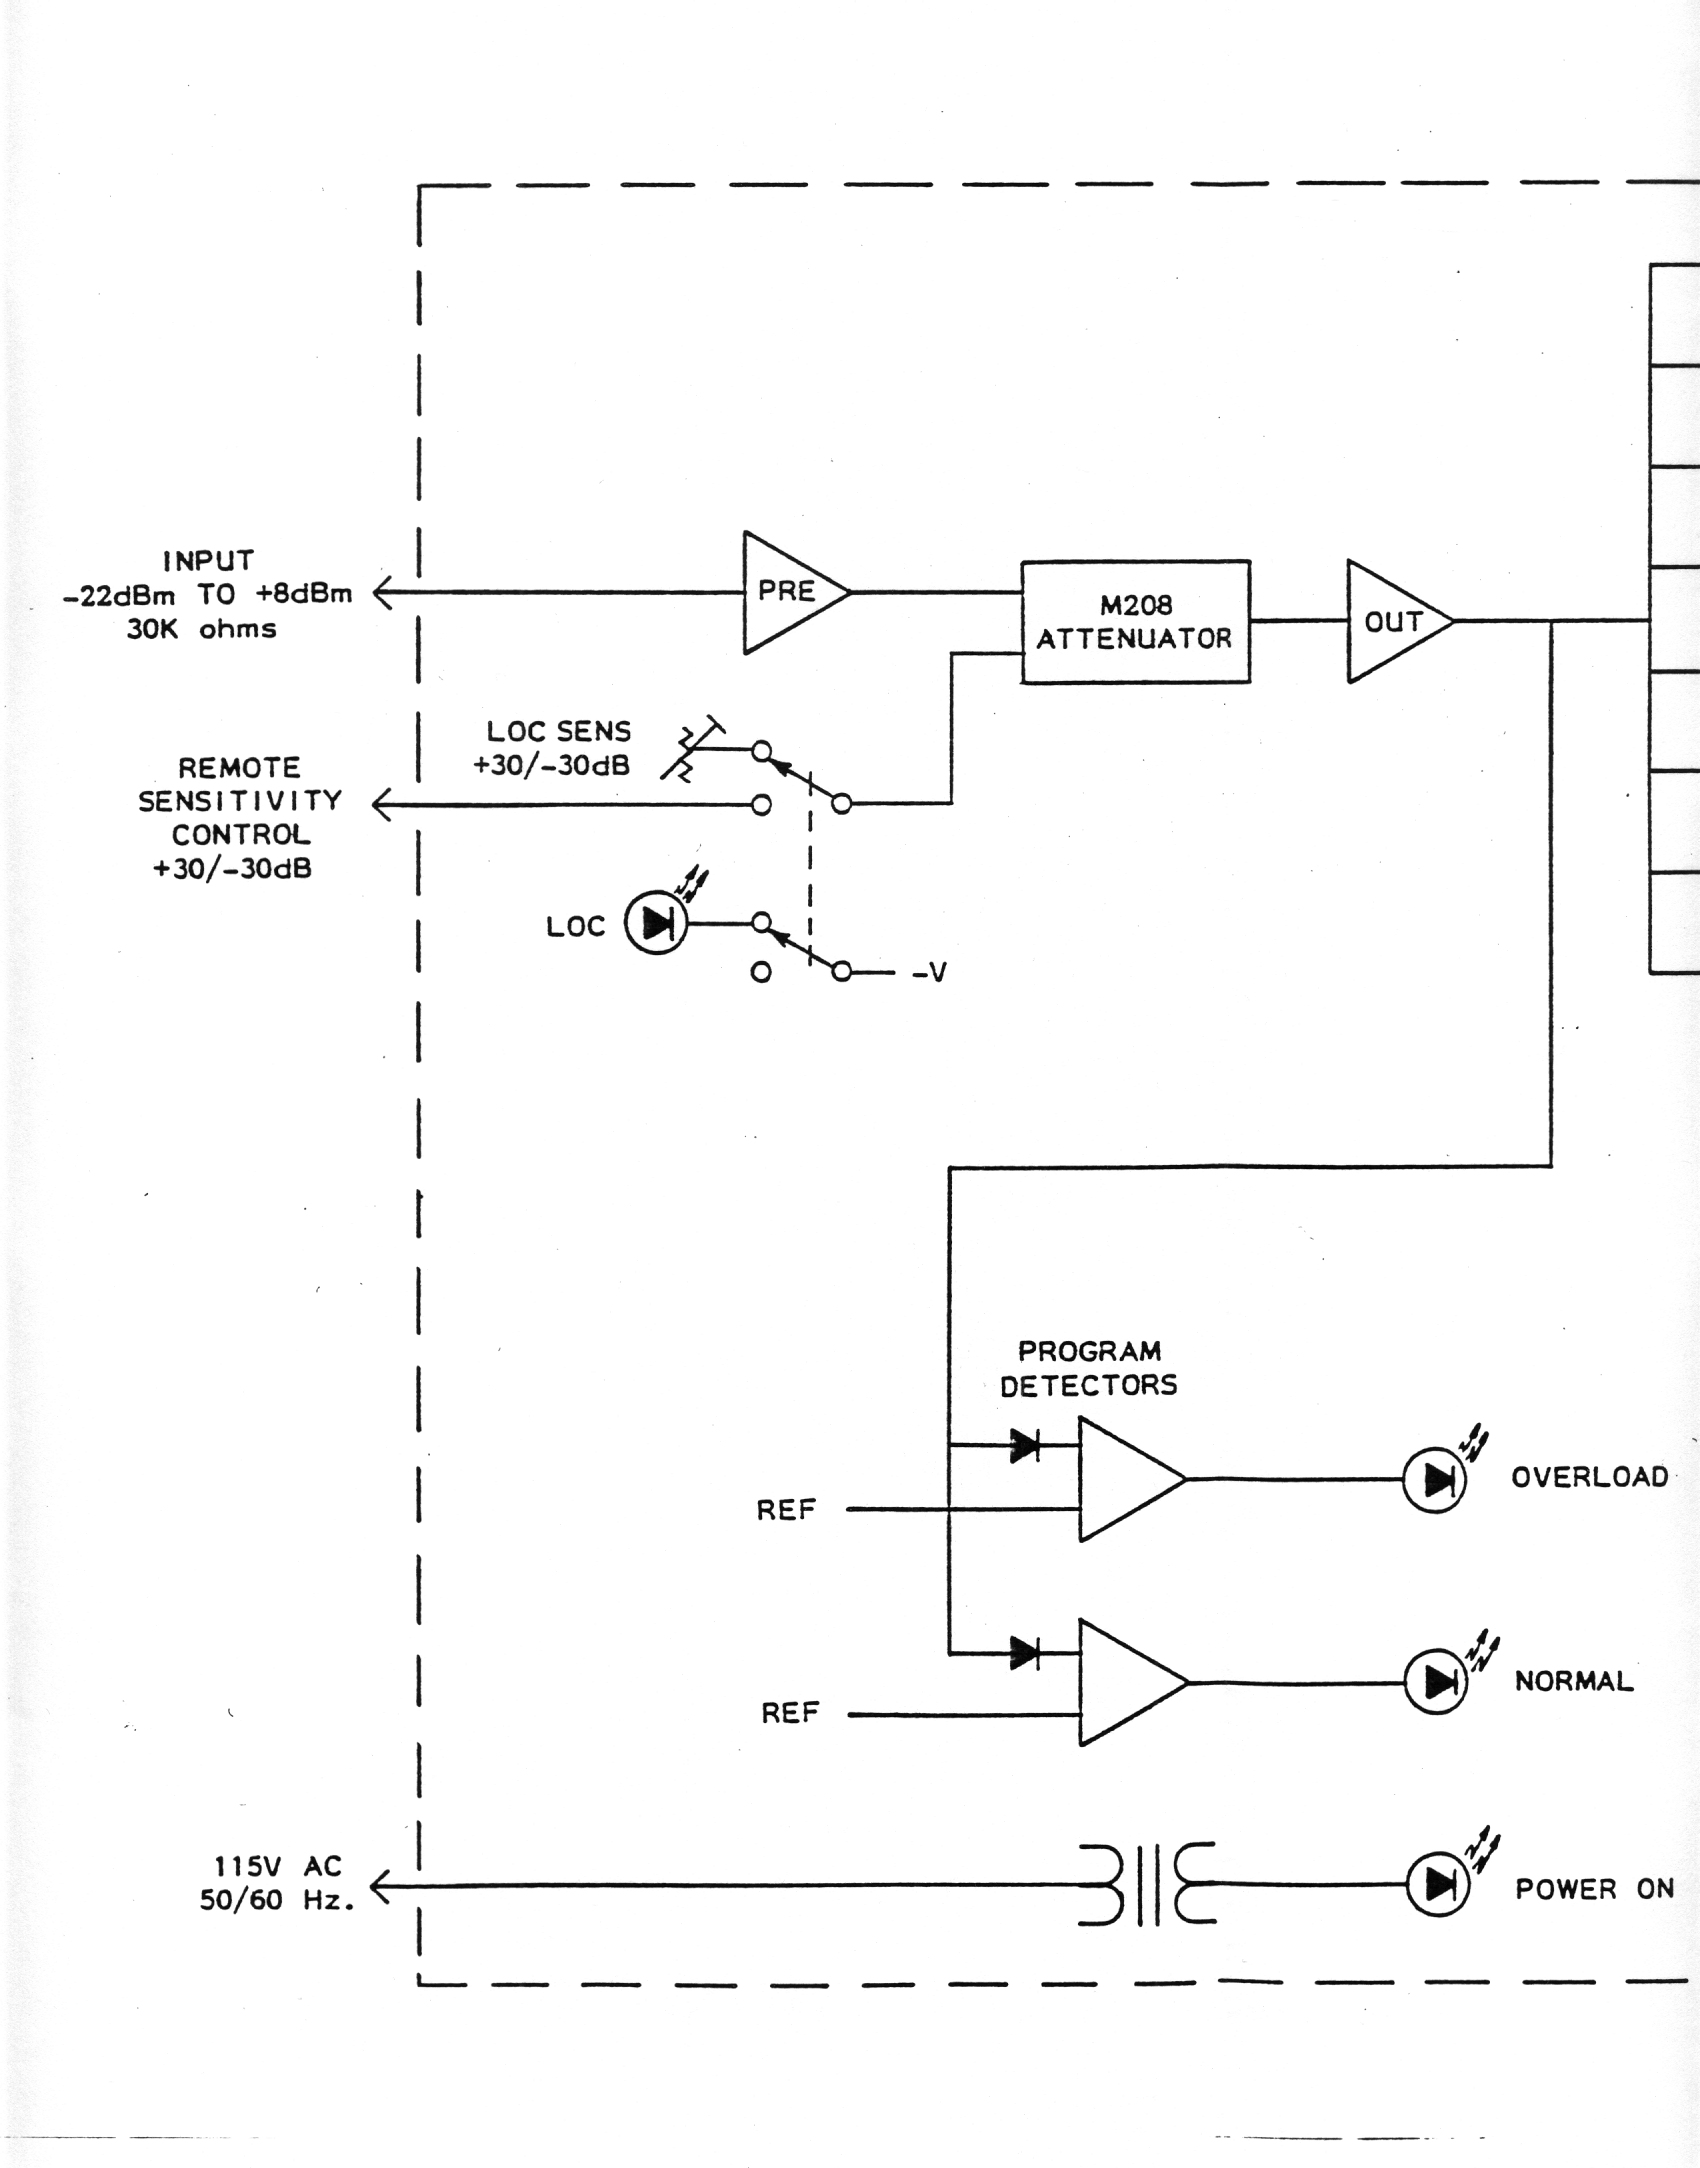 INPUT
-22dBm TO +8dBm
30K ohms
PRE
M208
ATTENUATOR
OUT
LOC SENS
+30/-30dB
REMOTE
SENSITIVITY
CONTROL
+30/-30dB
LOC
-V
PROGRAM
DETECTORS
OVERLOAD
REF
NORMAL
REF
115V AC
50/60 Hz.
POWER ON